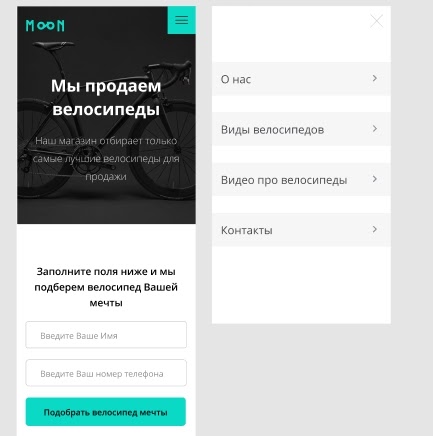 MOON
Мы продаем
велосипеды
Наш магазин отбирает только
самые лучшие велосипеды для
продажи
Заполните поля ниже и мы
подберем велосипед Вашей
мечты
Введите Ваше Имя
Введите Ваш номер телефона
Подобрать велосипед мечты
О нас
Виды велосипедов
Видео про велосипеды
Контакты